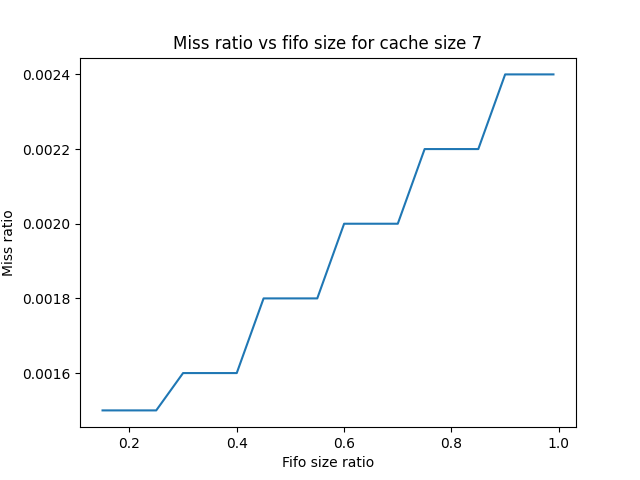 Miss ratio vs fifo size for cache size 7
0.0024
0.0022
0.0020
0.0018
0.0016
Miss ratio
0.2 0.4 0.6 0.8 1.0
Fifo size ratio